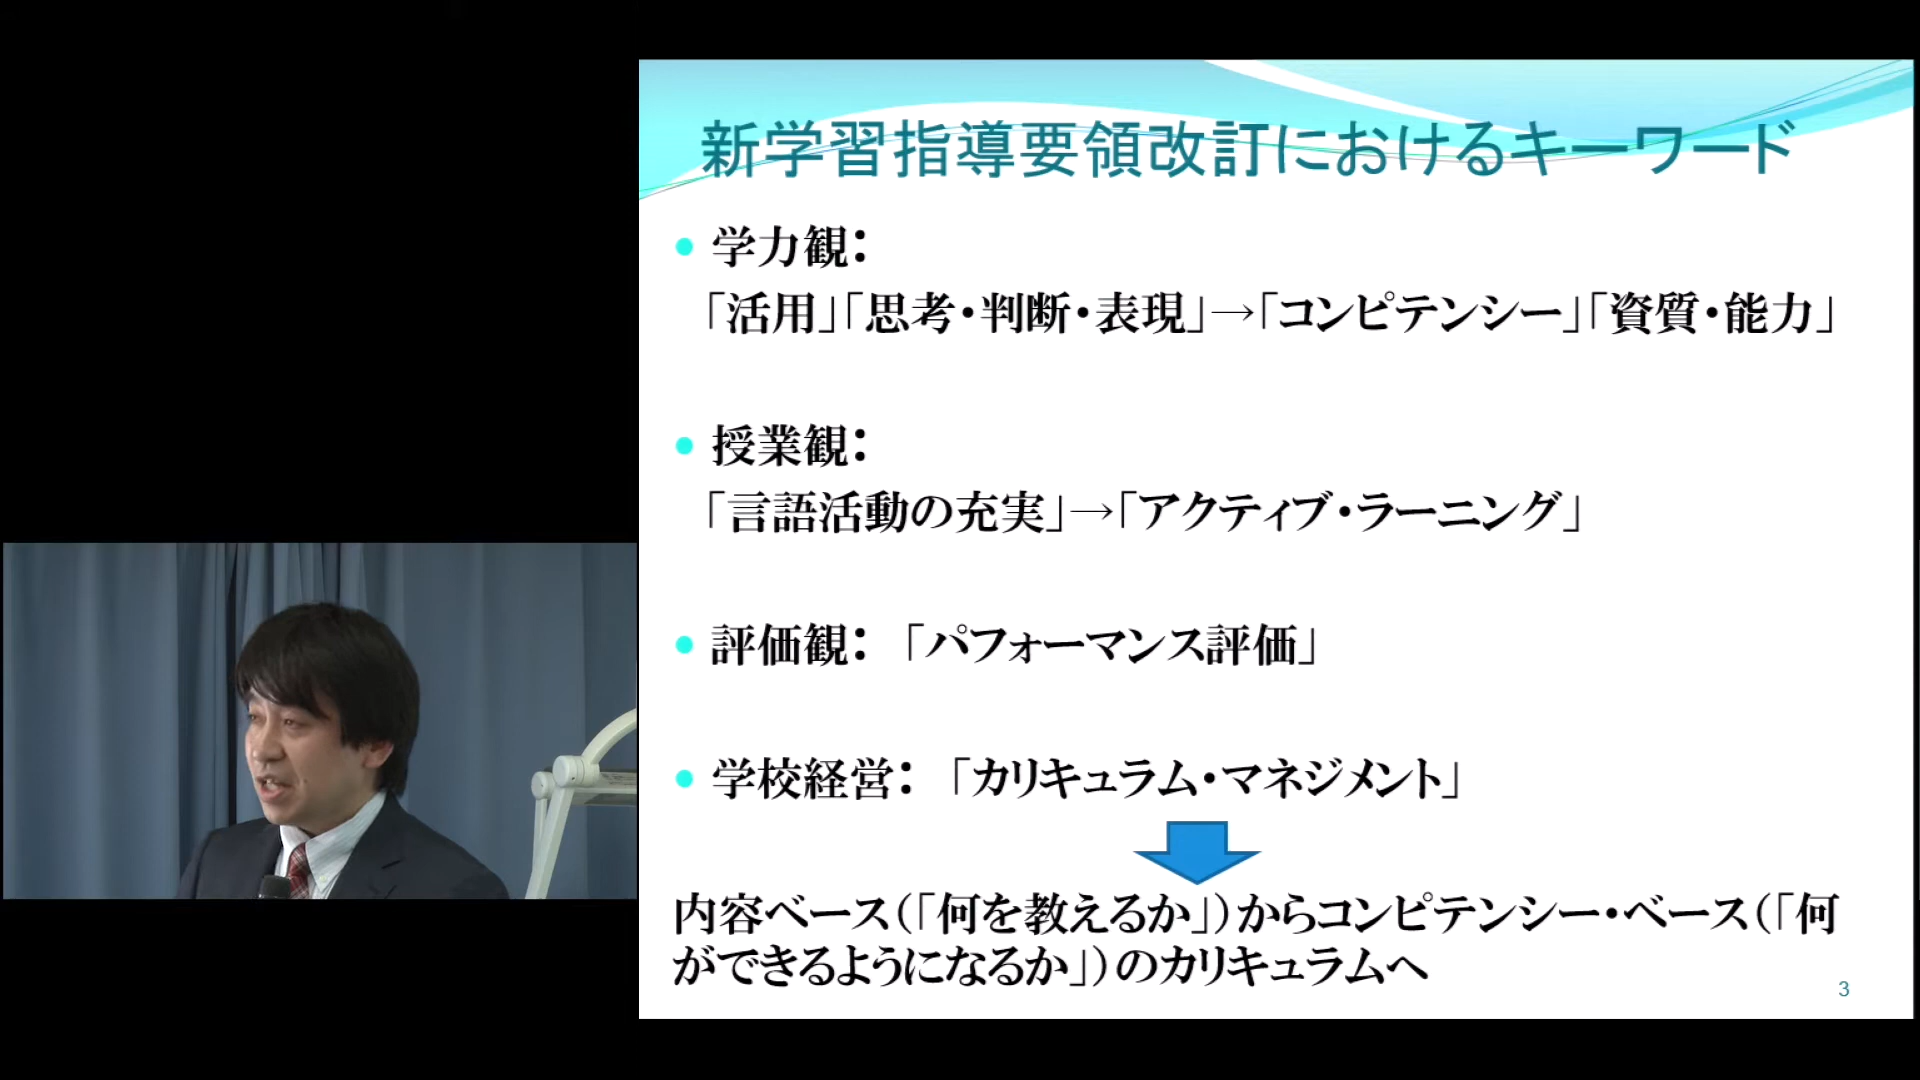 新学習指導要領改訂におけるキーワード
• 学力観：
「活用」「思考・判断・表現」→「コンピテンシー」「資質・能力」
• 授業観：
「言語活動の充実」→「アクティブ・ラーニング」
• 評価観： 「パフォーマンス評価」
• 学校経営： 「カリキュラム・マネジメント」
内容ベース（「何を教えるか」）からコンピテンシー・ベース（「何
ができるようになるか」）のカリキュラムへ
3